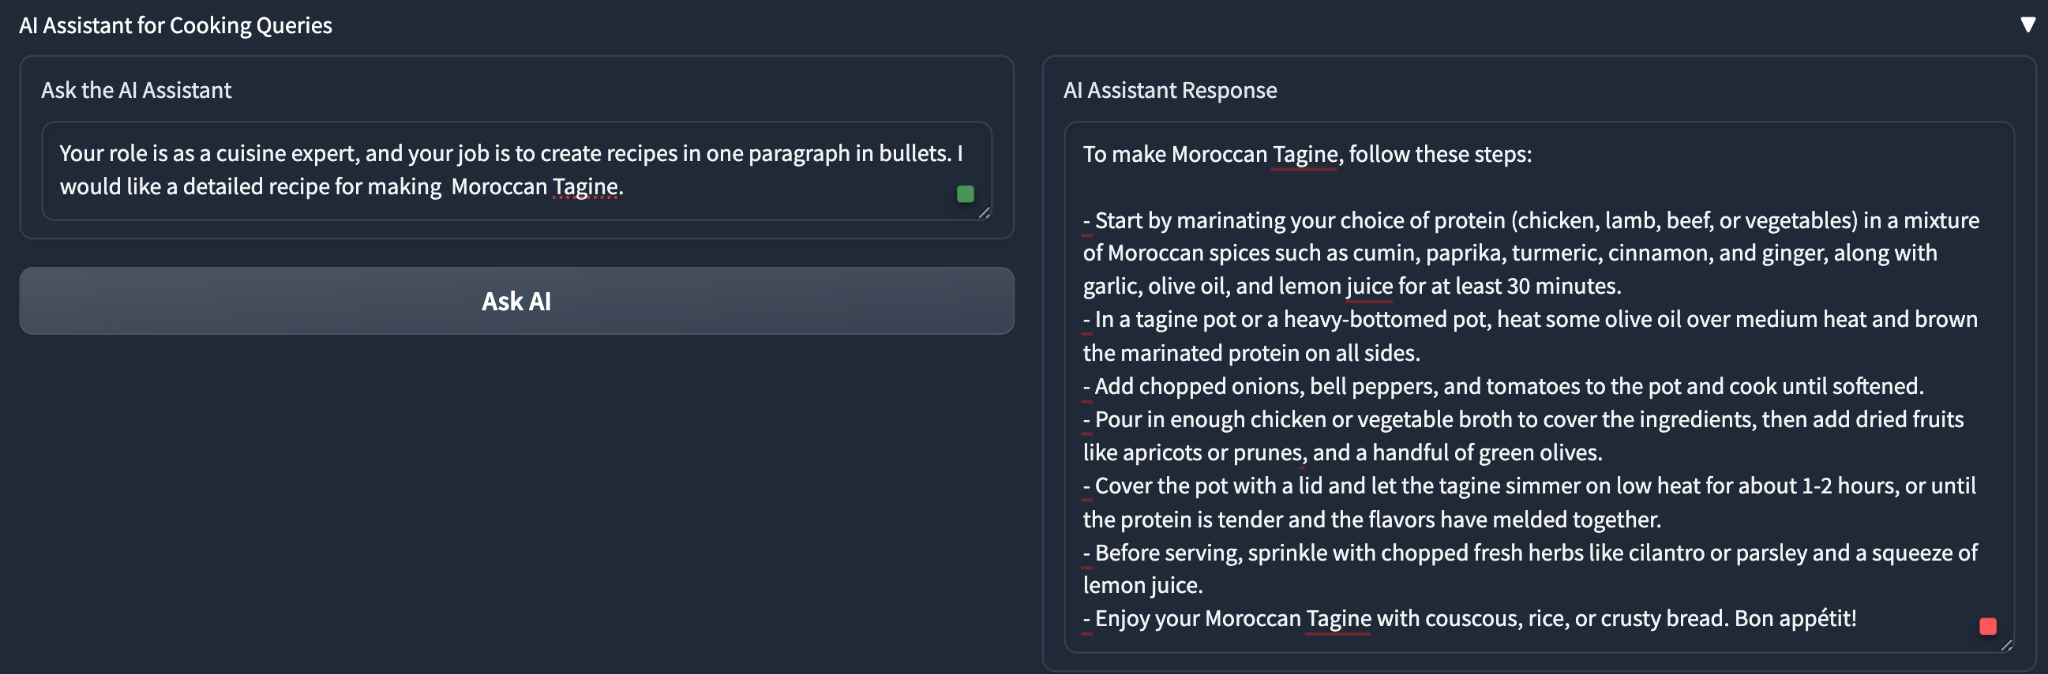 AI Assistant for Cooking Queries
Ask the AI Assistant
Your role is as a cuisine expert, and your job is to create recipes in one paragraph in bullets. I
would like a detailed recipe for making  Moroccan Tagine.
Ask AI
AI Assistant Response
To make Moroccan Tagine, follow these steps:
- Start by marinating your choice of protein (chicken, lamb, beef, or vegetables) in a mixture
of Moroccan spices such as cumin, paprika, turmeric, cinnamon, and ginger, along with
garlic, olive oil, and lemon juice for at least 30 minutes.
- In a tagine pot or a heavy-bottomed pot, heat some olive oil over medium heat and brown
the marinated protein on all sides.
- Add chopped onions, bell peppers, and tomatoes to the pot and cook until softened.
- Pour in enough chicken or vegetable broth to cover the ingredients, then add dried fruits
like apricots or prunes, and a handful of green olives.
- Cover the pot with a lid and let the tagine simmer on low heat for about 1-2 hours, or until
the protein is tender and the flavors have melded together.
- Before serving, sprinkle with chopped fresh herbs like cilantro or parsley and a squeeze of
lemon juice.
- Enjoy your Moroccan Tagine with couscous, rice, or crusty bread. Bon appétit!